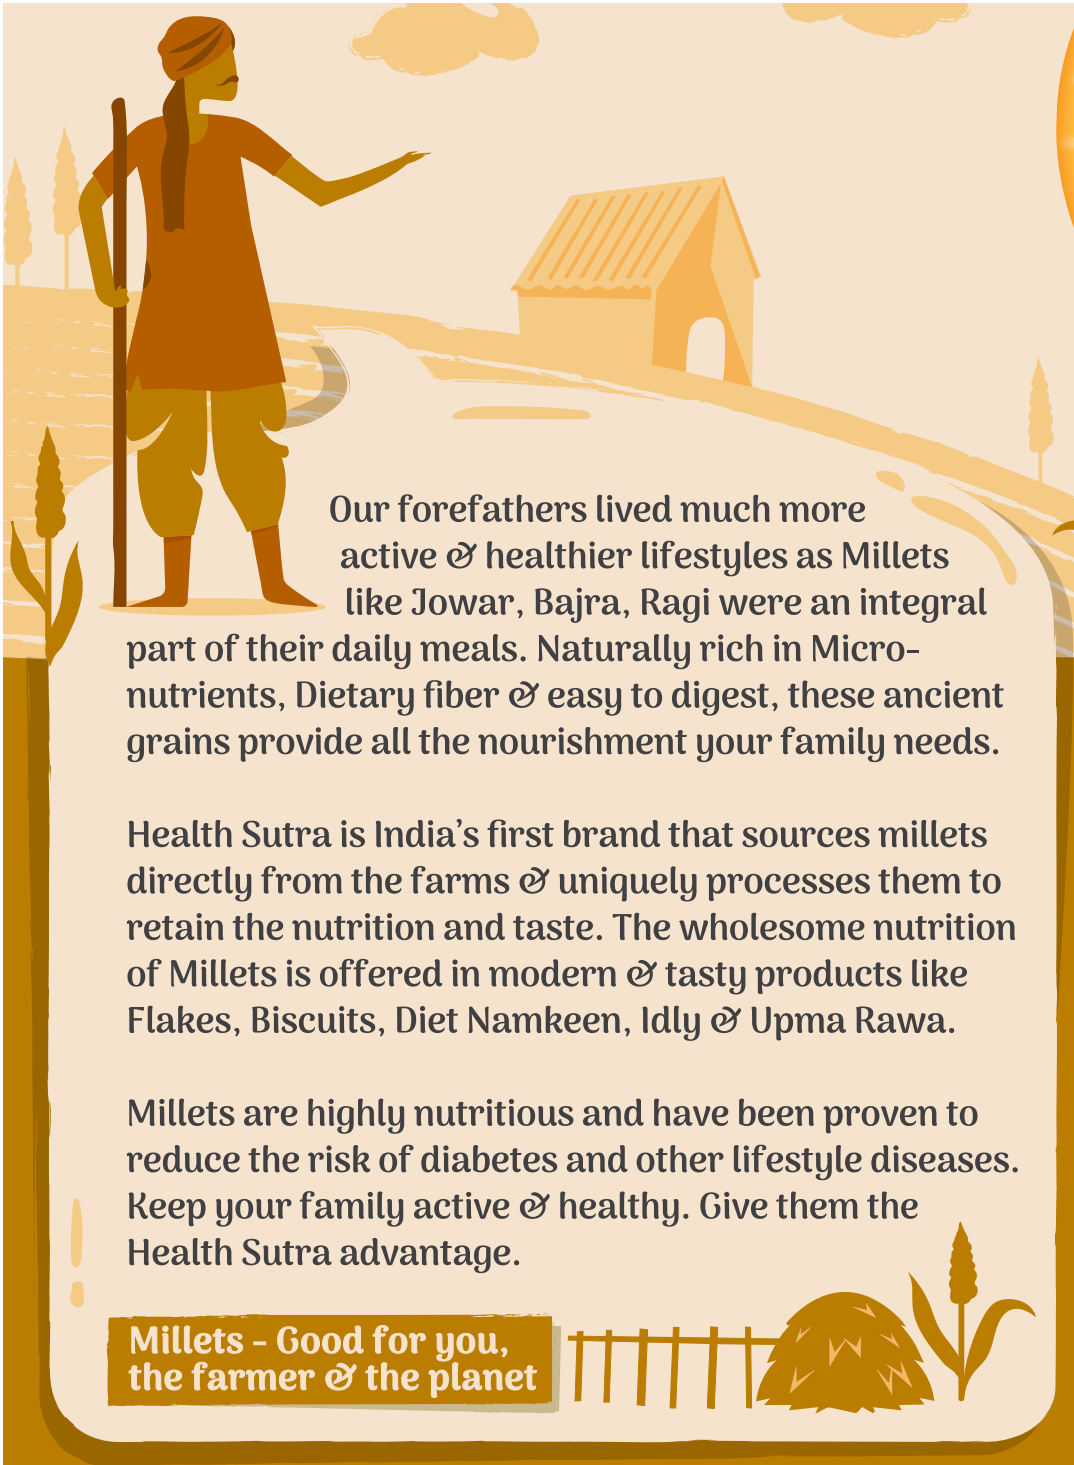 Our forefathers lived much more
active & healthier lifestyles as Millets
like Jowar, Bajra, Ragi were an integral
part of their daily meals. Naturally rich in Micro-
nutrients, Dietary fiber & easy to digest, these ancient
grains provide all the nourishment your family needs.
Health Sutra is India’s first brand that sources millets
directly from the farms & uniquely processes them to
retain the nutrition and taste. The wholesome nutrition
of Millets is offered in modern & tasty products like
Flakes, Biscuits, Diet Namkeen, Idly & Upma Rawa.
Millets are highly nutritious and have been proven to
reduce the risk of diabetes and other lifestyle diseases.
Keep your family active & healthy. Give them the
Health Sutra advantage.
Millets - Good for you,
the farmer & the planet